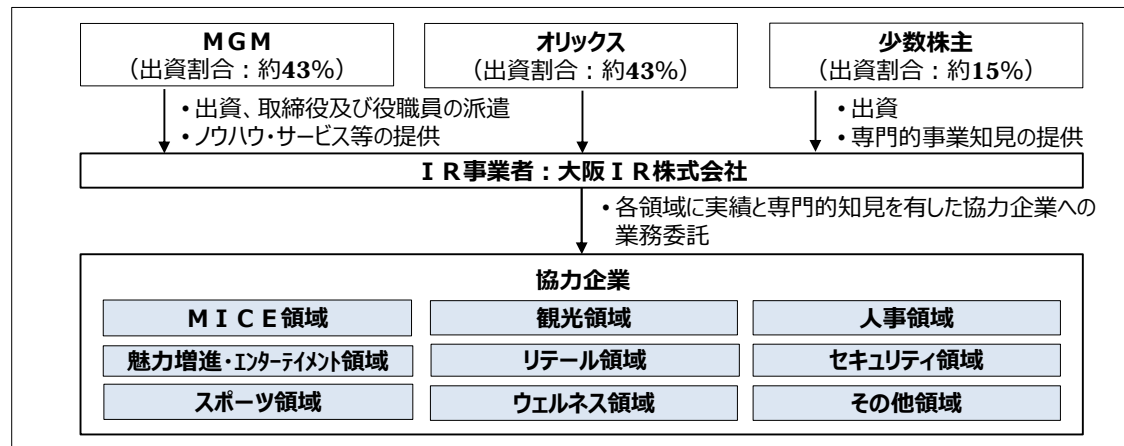 ＭＧＭ
（出資割合：約43％）
オリックス
（出資割合：約43％）
少数株主
（出資割合：約15％）
・出資、取締役及び役職員の派遣
・ノウハウ・サービス等の提供
・出資
・専門的事業知見の提供
ＩＲ事業者：大阪ＩＲ株式会社
・各領域に実績と専門的知見を有した協力企業への
業務委託
協力企業
ＭＩＣＥ領域
観光領域
人事領域
魅力増進・エンターテイメント領域
リテール領域
セキュリティ領域
スポーツ領域
ウェルネス領域
その他領域